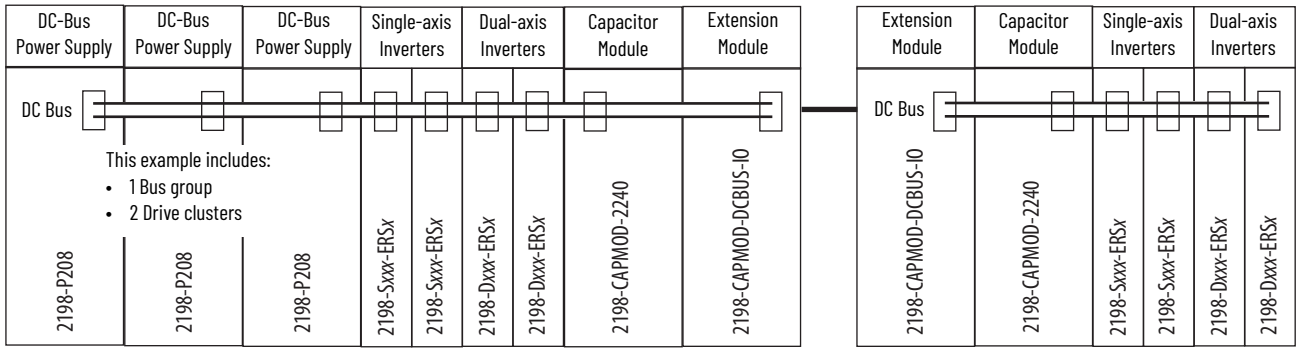 DC-Bus
Power Supply
DC-Bus
Power Supply
DC-Bus
Power Supply
Single-axis
Inverters
Dual-axis
Inverters
Capacitor
Module
Extension
Module
Extension
Module
Capacitor
Module
Single-axis
Inverters
Dual-axis
Inverters
DC Bus
DC Bus
This example includes:
• 1 Bus group
• 2 Drive clusters
2198-P208
2198-P208
2198-P208
2198-Sxxx-ERSx
2198-Sxxx-ERSx
2198-Dxxx-ERSx
2198-Dxxx-ERSx
2198-CAPMOD-2240
2198-CAPMOD-DCBUS-IO
2198-CAPMOD-DCBUS-IO
2198-CAPMOD-2240
2198-Sxxx-ERSx
2198-Sxxx-ERSx
2198-Dxxx-ERSx
2198-Dxxx-ERSx